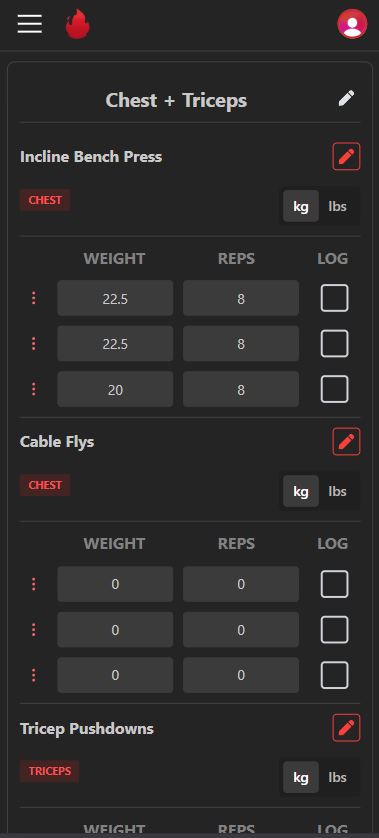 Chest + Triceps
Incline Bench Press
CHEST
kg lbs
WEIGHT REPS LOG
22.5 8
22.5 8
20 8
Cable Flys
CHEST
kg lbs
WEIGHT REPS LOG
0 0
0 0
0 0
Tricep Pushdowns
TRICEPS
kg lbs
WEIGHT REPS LOG